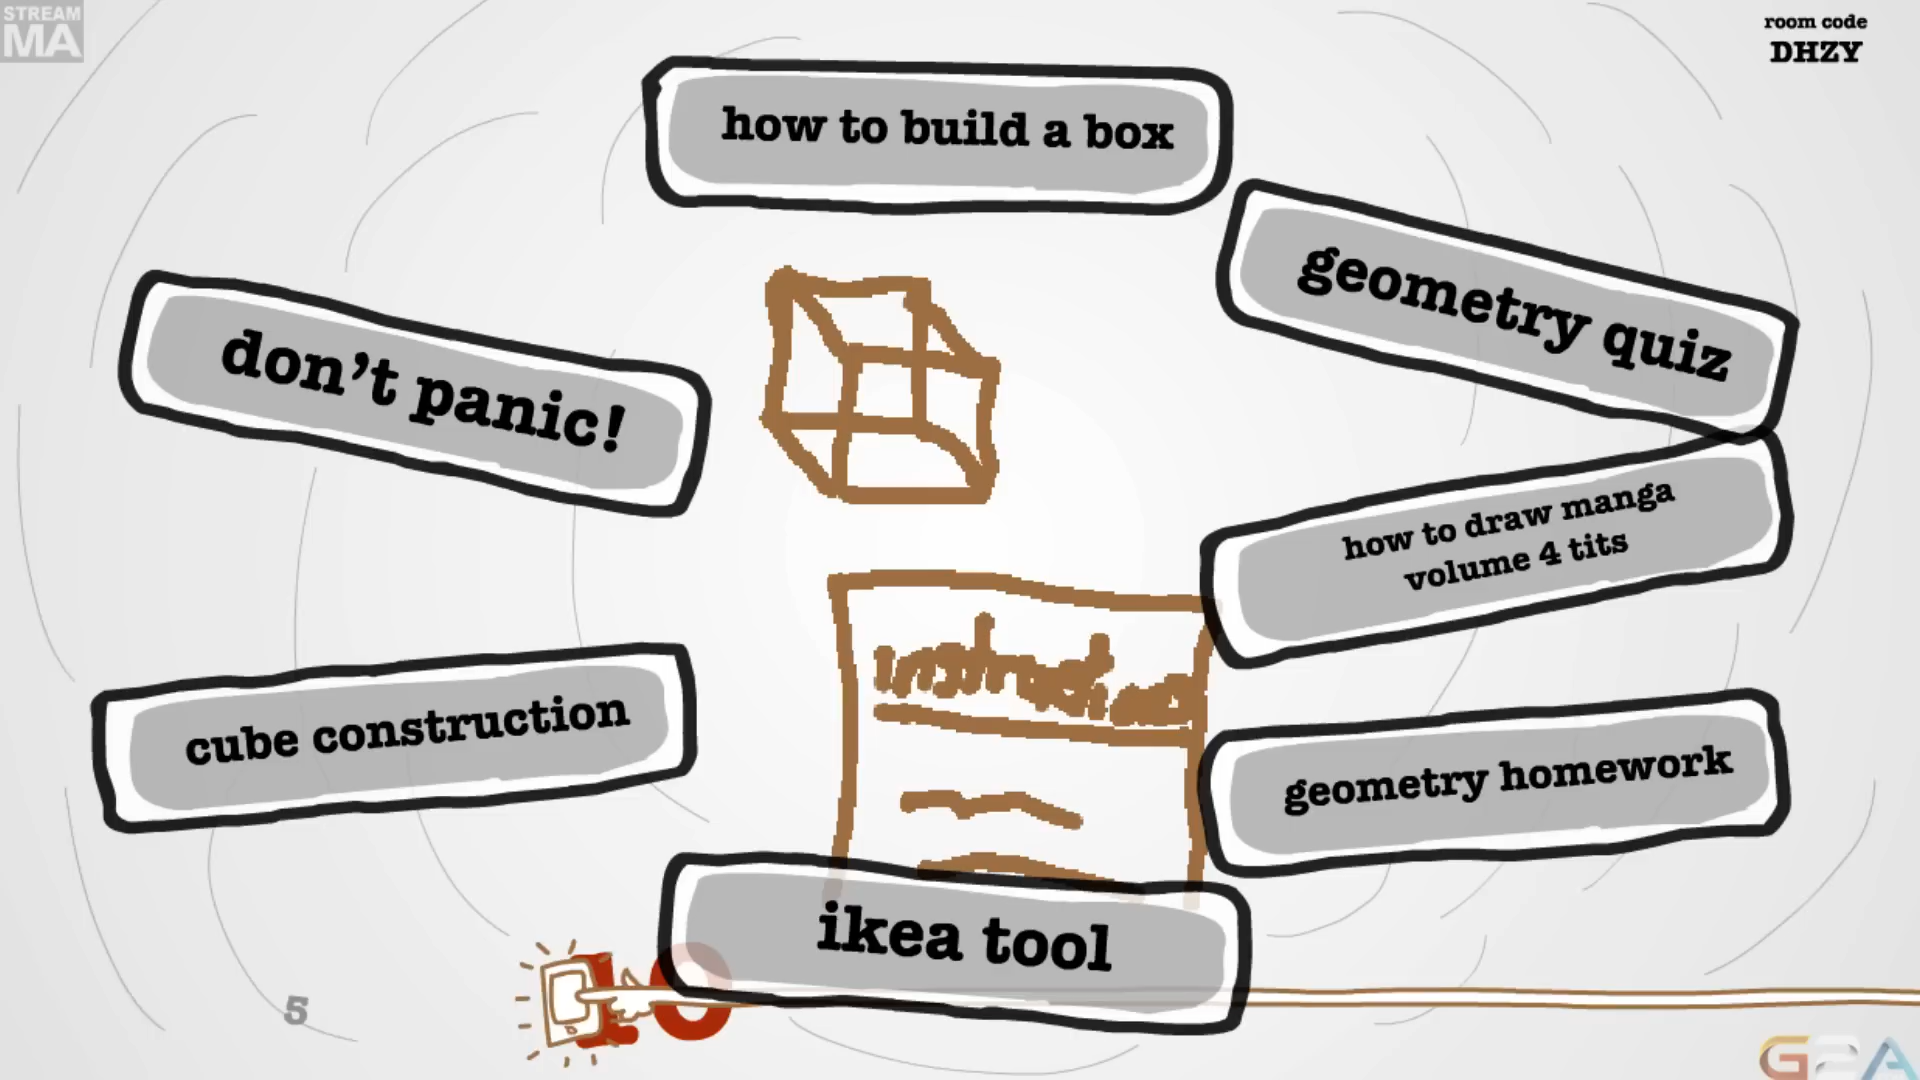 STREAM
MA
room code
DHZY
how to build a box
geometry quiz
don't panic!
how to draw manga
volume 4 tits
cube construction
geometry homework
ikea tool
10
5
G2A